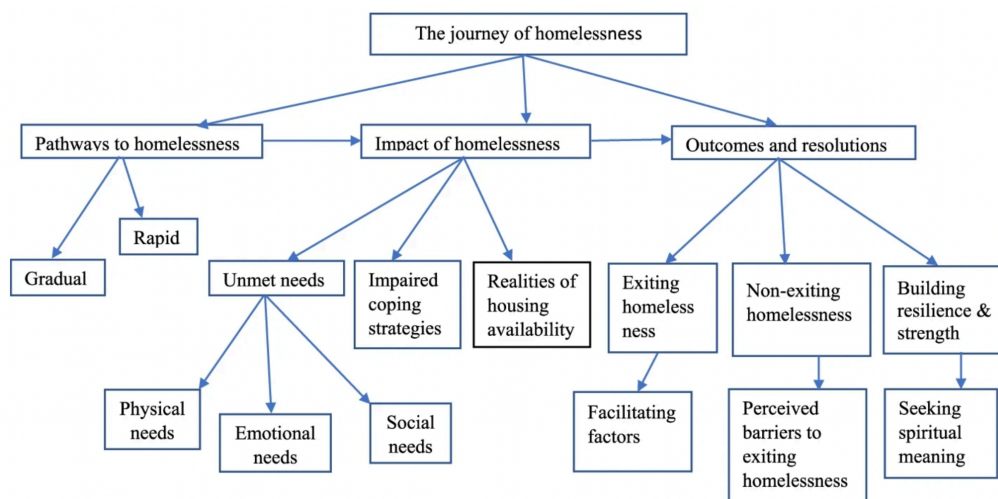 The journey of homelessness
Pathways to homelessness
Impact of homelessness
Outcomes and resolutions
Rapid
Gradual
Unmet needs
Impaired
coping
strategies
Realities of
housing
availability
Exiting
homeless
ness
Non-exiting
homelessness
Building
resilience &
strength
Physical
needs
Emotional
needs
Social
needs
Facilitating
factors
Perceived
barriers to
exiting
homelessness
Seeking
spiritual
meaning